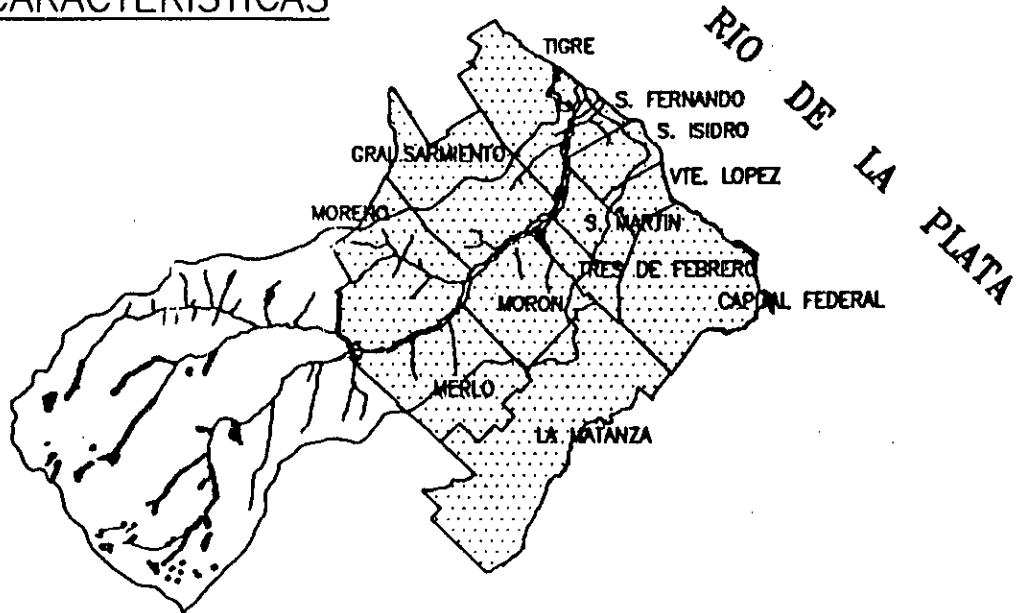 CARACTERISTICAS
RIO DE LA PLATA
TIGRE
S. FERNANDO
S. ISIDRO
GRAL.SARMIENTO
VTE. LOPEZ
MORENO
S. MARTIN
TRES DE FEBRERO
MORON
CAPITAL FEDERAL
MERLO
LA MATANZA